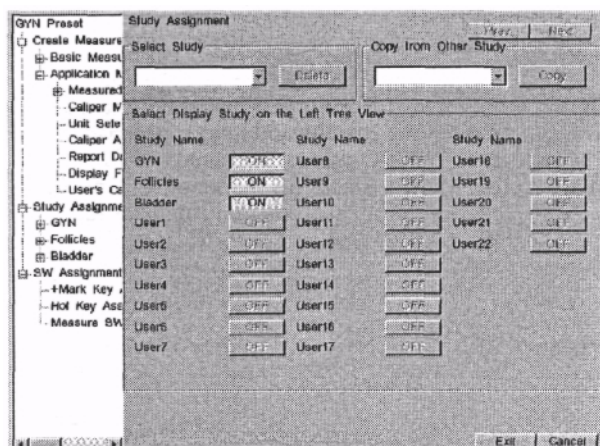 GYN Preset
Create Measure
Basic Measu
Application M
Measured
Caliper M
Unit Sele
Caliper A
Report Da
Display F
User's Ca
Study Assignme
GYN
Follicles
Bladder
SW Assignment
+Mark Key A
Hot Key Ass
Measure SW
Study Assignment
Prev. Next
Select Study
Delete
Copy from Other Study
Copy
Select Display Study on the Left Tree View
Study Name Study Name Study Name
GYN ON User8 OFF User18 OFF
Follicles ON User9 OFF User19 OFF
Bladder ON User10 OFF User20 OFF
User1 OFF User11 OFF User21 OFF
User2 OFF User12 OFF User22 OFF
User3 OFF User13 OFF
User4 OFF User14 OFF
User5 OFF User15 OFF
User6 OFF User16 OFF
User7 OFF User17 OFF
Exit Cancel